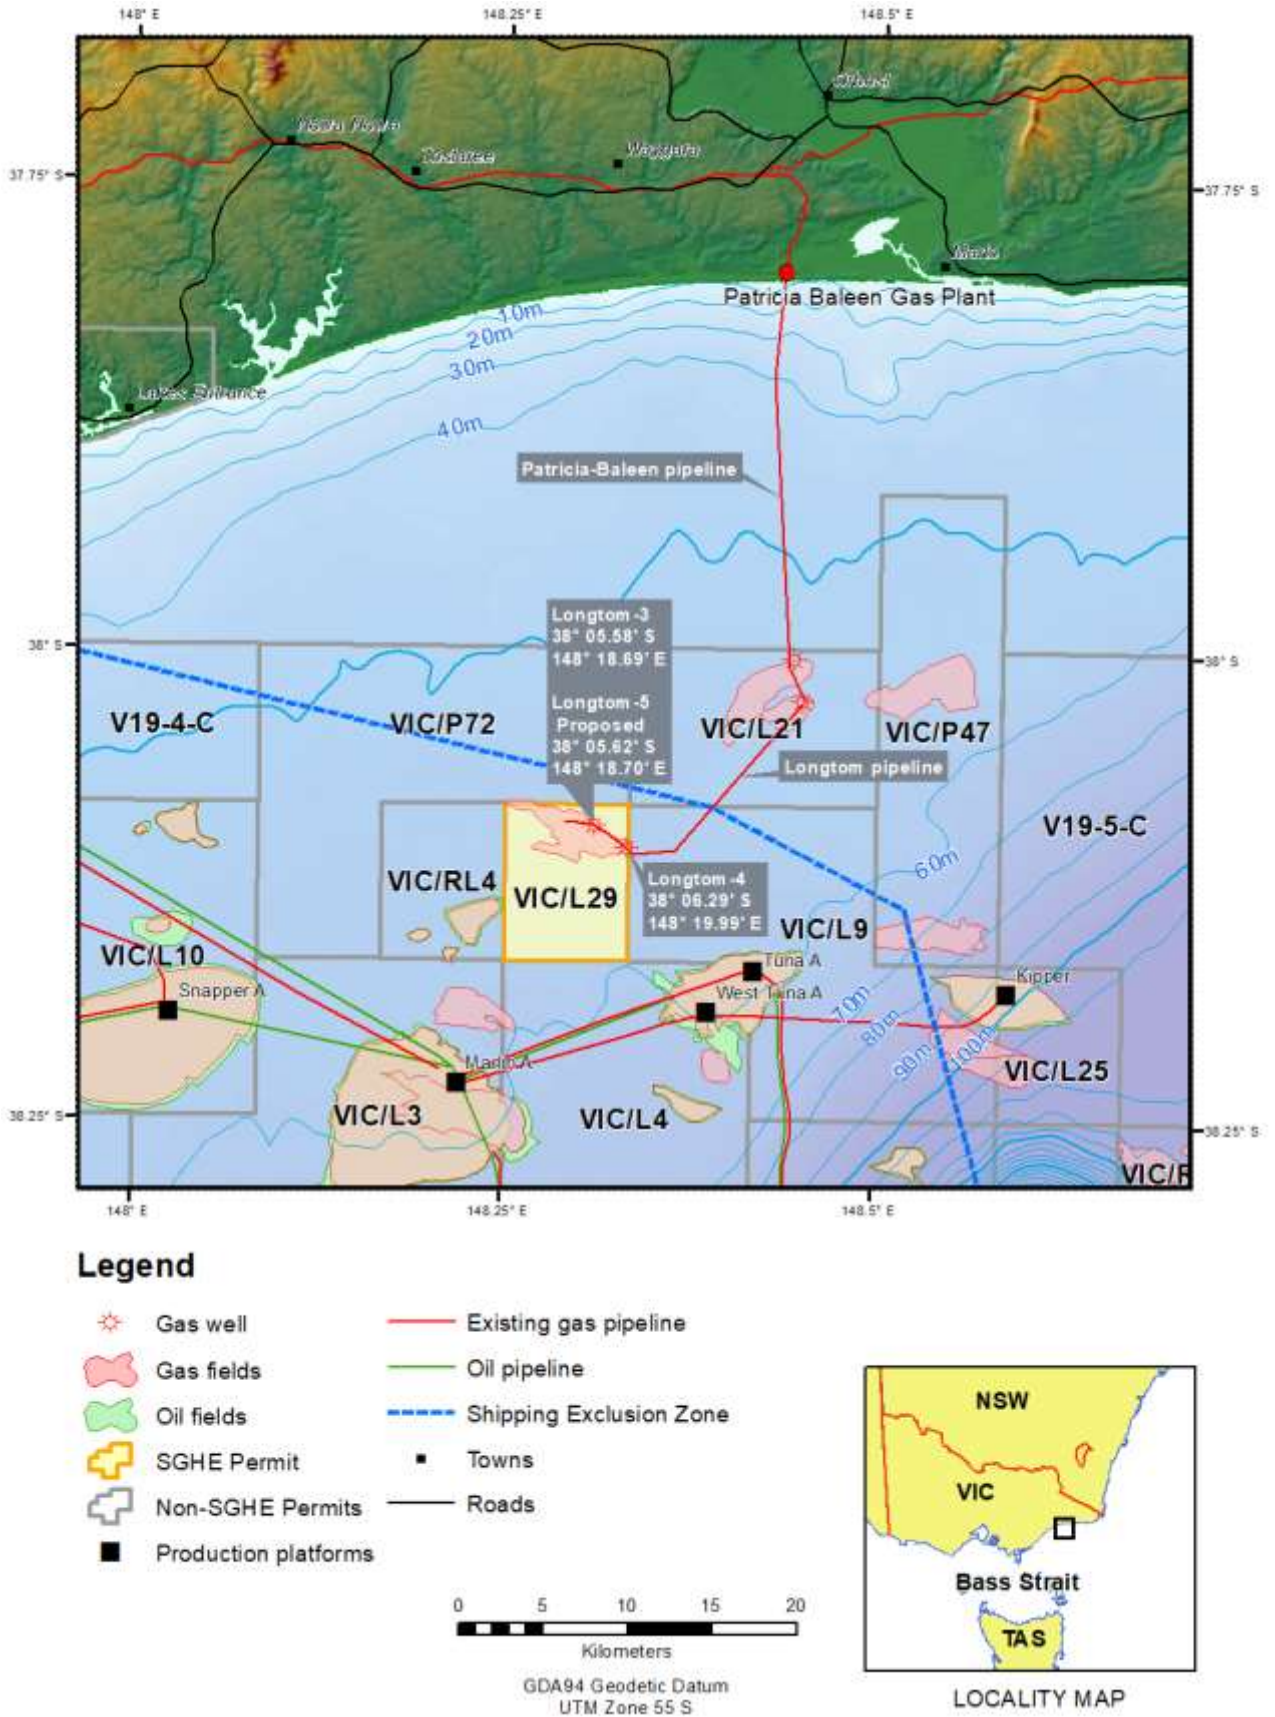 148° E
148.25° E
148.5° E
Orbost
Nowa Nowa
Tostaree
Waygara
37.75° S
37.75° S
Marlo
Patricia Baleen Gas Plant
10m
20m
30m
Lakes Entrance
40m
Patricia-Baleen pipeline
Longtom -3
38° 05.58' S
148° 18.69' E
38° S
38° S
Longtom -5
Proposed
38° 05.62' S
148° 18.70' E
V19-4-C
VIC/P72
VIC/L21
VIC/P47
Longtom pipeline
V19-5-C
60m
VIC/RL4
VIC/L29
Longtom -4
38° 06.29' S
148° 19.99' E
VIC/L9
VIC/L10
Tuna A
Snapper A
West Tuna A
Kipper
70m
80m
90m
100m
Marlin A
VIC/L25
VIC/L3
VIC/L4
38.25° S
38.25° S
VIC/R
148° E
148.25° E
148.5° E
Legend
Gas well
Existing gas pipeline
Gas fields
Oil pipeline
Oil fields
Shipping Exclusion Zone
SGHE Permit
Towns
Non-SGHE Permits
Roads
Production platforms
NSW
VIC
Bass Strait
TAS
0 5 10 15 20
Kilometers
GDA94 Geodetic Datum
UTM Zone 55 S
LOCALITY MAP